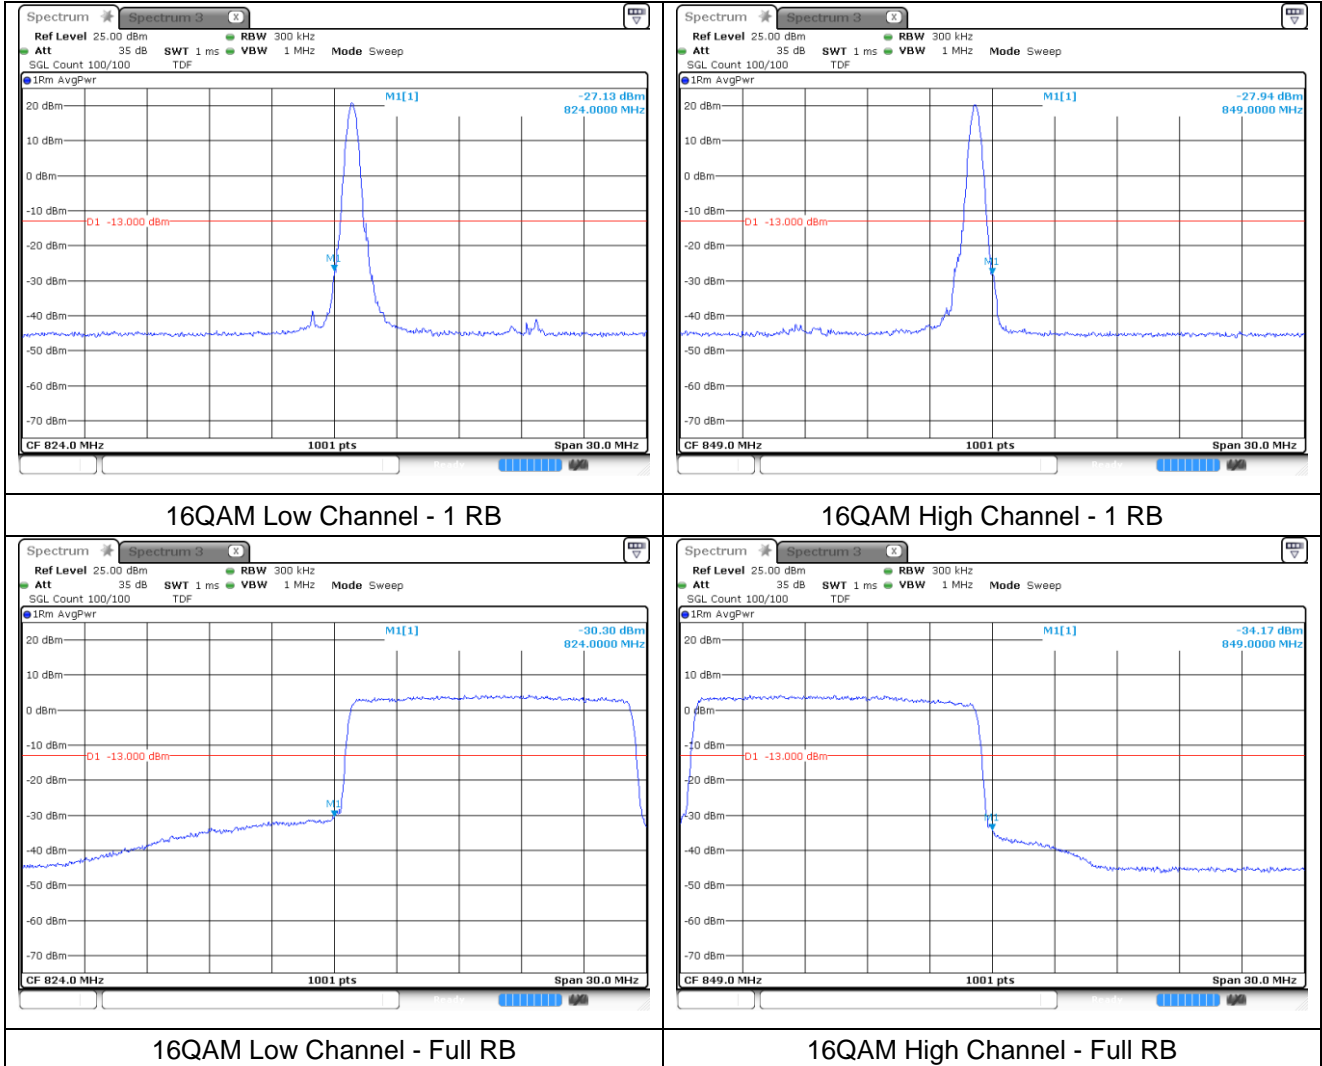 Spectrum Spectrum 3 X
Ref Level 25.00 dBm RBW 300 kHz
Att 35 dB SWT 1 ms VBW 1 MHz Mode Sweep
SGL Count 100/100 TDF
1Rm AvgPwr
M1[1] -27.13 dBm
824.0000 MHz
20 dBm
10 dBm
0 dBm
-10 dBm
D1 -13.000 dBm
-20 dBm
M1
-30 dBm
-40 dBm
-50 dBm
-60 dBm
-70 dBm
CF 824.0 MHz 1001 pts Span 30.0 MHz
16QAM Low Channel - 1 RB
Spectrum Spectrum 3 X
Ref Level 25.00 dBm RBW 300 kHz
Att 35 dB SWT 1 ms VBW 1 MHz Mode Sweep
SGL Count 100/100 TDF
1Rm AvgPwr
M1[1] -27.94 dBm
849.0000 MHz
20 dBm
10 dBm
0 dBm
-10 dBm
D1 -13.000 dBm
-20 dBm
M1
-30 dBm
-40 dBm
-50 dBm
-60 dBm
-70 dBm
CF 849.0 MHz 1001 pts Span 30.0 MHz
16QAM High Channel - 1 RB
Spectrum Spectrum 3 X
Ref Level 25.00 dBm RBW 300 kHz
Att 35 dB SWT 1 ms VBW 1 MHz Mode Sweep
SGL Count 100/100 TDF
1Rm AvgPwr
M1[1] -30.30 dBm
824.0000 MHz
20 dBm
10 dBm
0 dBm
-10 dBm
D1 -13.000 dBm
-20 dBm
M1
-30 dBm
-40 dBm
-50 dBm
-60 dBm
-70 dBm
CF 824.0 MHz 1001 pts Span 30.0 MHz
16QAM Low Channel - Full RB
Spectrum Spectrum 3 X
Ref Level 25.00 dBm RBW 300 kHz
Att 35 dB SWT 1 ms VBW 1 MHz Mode Sweep
SGL Count 100/100 TDF
1Rm AvgPwr
M1[1] -34.17 dBm
849.0000 MHz
20 dBm
10 dBm
0 dBm
-10 dBm
D1 -13.000 dBm
-20 dBm
M1
-30 dBm
-40 dBm
-50 dBm
-60 dBm
-70 dBm
CF 849.0 MHz 1001 pts Span 30.0 MHz
16QAM High Channel - Full RB